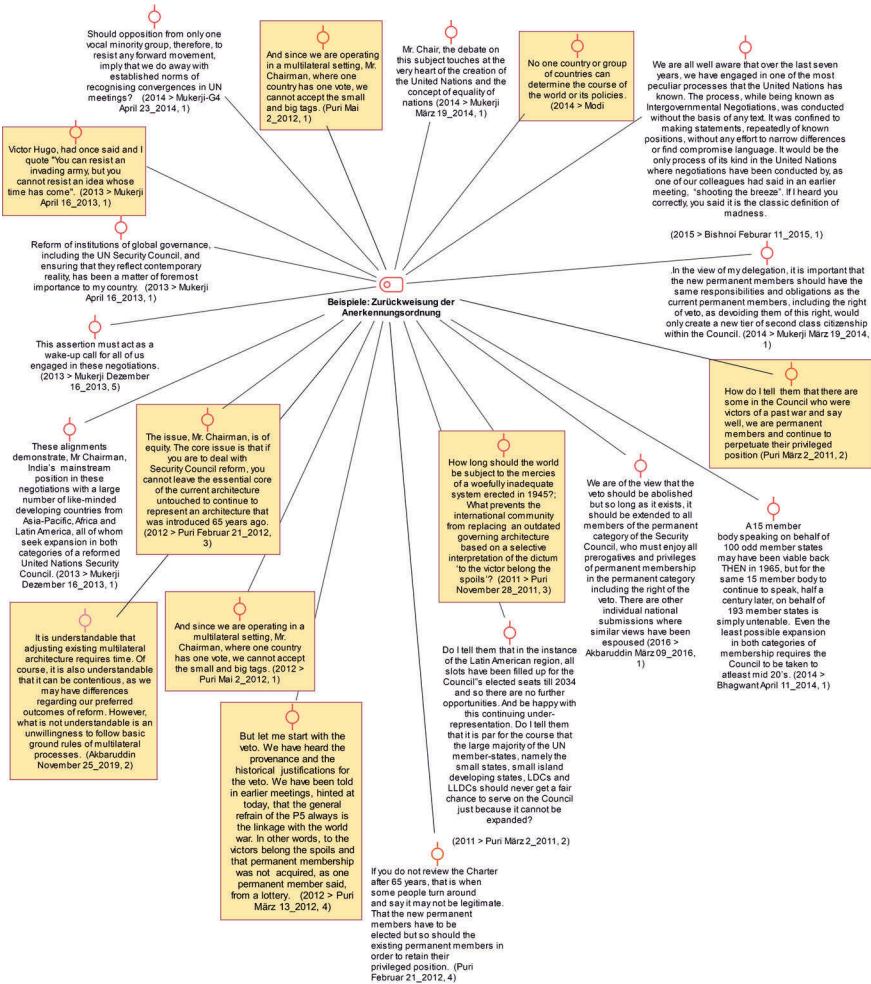 Should opposition from only one
vocal minority group, therefore, to
resist any forward movement,
imply that we do away with
established norms of
recognising convergences in UN
meetings? (2014 > Mukerji-G4
April 23_2014, 1)
And since we are operating
in a multilateral setting, Mr.
Chairman, where one
country has one vote, we
cannot accept the small
and big tags. (Puri Mai
2_2012, 1)
Mr. Chair, the debate on
this subject touches at the
very heart of the creation of
the United Nations and the
concept of equality of
nations (2014 > Mukerji
März 19_2014, 1)
No one country or group
of countries can
determine the course of
the world or its policies.
(2014 > Modi)
We are all well aware that over the last seven
years, we have engaged in one of the most
peculiar processes that the United Nations has
known. The process, while being known as
Intergovernmental Negotiations, was conducted
without the basis of any text. It was confined to
making statements, repeatedly of known
positions, without any effort to narrow differences
or find compromise language. It would be the
only process of its kind in the United Nations
where negotiations have been conducted by, as
one of our colleagues had said in an earlier
meeting, "shooting the breeze". If I heard you
correctly, you said it is the classic definition of
madness.
(2015 > Bishnoi Feburar 11_2015, 1)
Victor Hugo, had once said and I
quote "You can resist an
invading army, but you
cannot resist an idea whose
time has come". (2013 > Mukerji
April 16_2013, 1)
Reform of institutions of global governance,
including the UN Security Council, and
ensuring that they reflect contemporary
reality, has been a matter of foremost
importance to my country. (2013 > Mukerji
April 16_2013, 1)
Beispiele: Zurückweisung der
Anerkennungsordnung
In the view of my delegation, it is important that
the new permanent members should have the
same responsibilities and obligations as the
current permanent members, including the right
of veto, as devoiding them of this right, would
only create a new tier of second class citizenship
within the Council. (2014 > Mukerji März 19_2014,
1)
This assertion must act as a
wake-up call for all of us
engaged in these negotiations.
(2013 > Mukerji Dezember
16_2013, 5)
How do I tell them that there are
some in the Council who were
victors of a past war and say
well, we are permanent
members and continue to
perpetuate their privileged
position (Puri März 2_2011, 2)
These alignments
demonstrate, Mr Chairman,
India's mainstream
position in these
negotiations with a large
number of like-minded
developing countries from
Asia-Pacific, Africa and
Latin America, all of whom
seek expansion in both
categories of a reformed
United Nations Security
Council. (2013 > Mukerji
Dezember 16_2013, 1)
The issue, Mr. Chairman, is of
equity. The core issue is that if
you are to deal with
Security Council reform, you
cannot leave the essential
core of the current architecture
untouched to continue to
represent an architecture that
was introduced 65 years ago.
(2012 > Puri Februar 21_2012,
3)
How long should the world
be subject to the mercies
of a woefully inadequate
system erected in 1945?;
What prevents the
international community
from replacing an outdated
governing architecture
based on a selective
interpretation of the dictum
'to the victor belong the
spoils'? (2011 > Puri
November 28_2011, 3)
We are of the view that the
veto should be abolished
but so long as it exists, it
should be extended to all
members of the permanent
category of the Security
Council, who must enjoy all
prerogatives and privileges
of permanent membership
in the permanent category
including the right of the
veto. There are other
individual national
submissions where
similar views have been
espoused (2016 >
Akbaruddin März 09_2016,
1)
A 15 member
body speaking on behalf of
100 odd member states
may have been viable back
THEN in 1965, but for the
same 15 member body to
continue to speak, half a
century later, on behalf of
193 member states is
simply untenable. Even the
least possible expansion
in both categories of
membership requires the
Council to be taken to
atleast mid 20's. (2014 >
Bhagwant April 11_2014, 1)
It is understandable that
adjusting existing multilateral
architecture requires time. Of
course, it is also understandable
that it can be contentious, as we
may have differences
regarding our preferred
outcomes of reform. However,
what is not understandable is an
unwillingness to follow basic
ground rules of multilateral
processes. (Akbaruddin
November 25_2019, 2)
And since we are operating in a
multilateral setting, Mr.
Chairman, where one country
has one vote, we cannot accept
the small and big tags. (2012 >
Puri Mai 2_2012, 1)
Do I tell them that in the instance
of the Latin American region, all
slots have been filled up for the
Council"s elected seats till 2034
and so there are no further
opportunities. And be happy with
this continuing under-
representation. Do I tell them
that it is par for the course that
the large majority of the UN
member-states, namely the
small states, small island
developing states, LDCs and
LLDCs should never get a fair
chance to serve on the Council
just because it cannot be
expanded?
(2011 > Puri März 2_2011, 2)
But let me start with the
veto. We have heard the
provenance and the
historical justifications for
the veto. We have been told
in earlier meetings, hinted at
today, that the general
refrain of the P5 always is
the linkage with the world
war. In other words, to the
victors belong the spoils and
that permanent membership
was not acquired, as one
permanent member said,
from a lottery. (2012 > Puri
März 13_2012, 4)
If you do not review the Charter
after 65 years, that is when
some people turn around
and say it may not be legitimate.
That the new permanent
members have to be
elected but so should the
existing permanent members in
order to retain their
privileged position. (Puri
Februar 21_2012, 4)